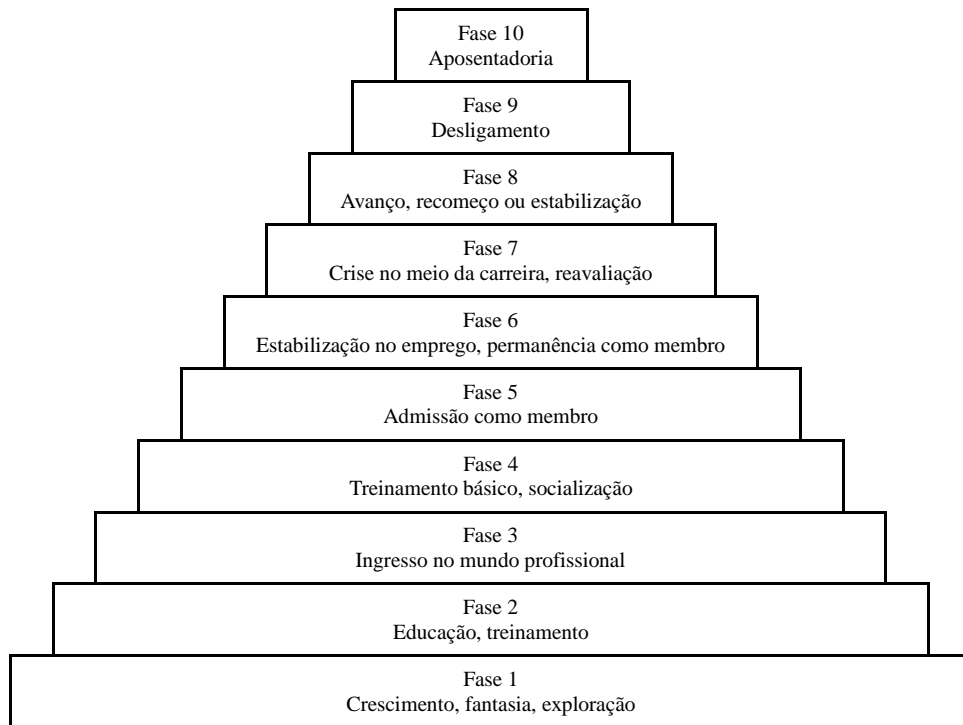 Fase 10
Aposentadoria
Fase 9
Desligamento
Fase 8
Avanço, recomeço ou estabilização
Fase 7
Crise no meio da carreira, reavaliação
Fase 6
Estabilização no emprego, permanência como membro
Fase 5
Admissão como membro
Fase 4
Treinamento básico, socialização
Fase 3
Ingresso no mundo profissional
Fase 2
Educação, treinamento
Fase 1
Crescimento, fantasia, exploração